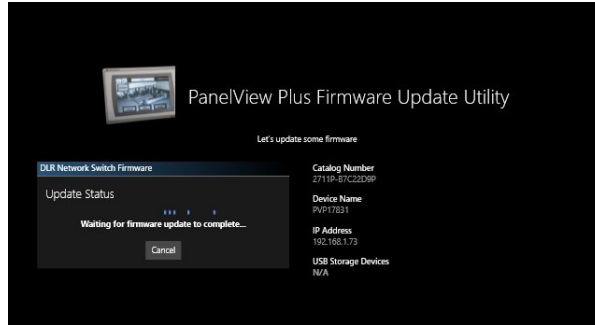 PanelView Plus Firmware Update Utility
Let's update some firmware
DLR Network Switch Firmware
Update Status
Waiting for firmware update to complete...
Cancel
Catalog Number
2711P-B7C22D9P
Device Name
PVP17831
IP Address
192.168.1.73
USB Storage Devices
N/A